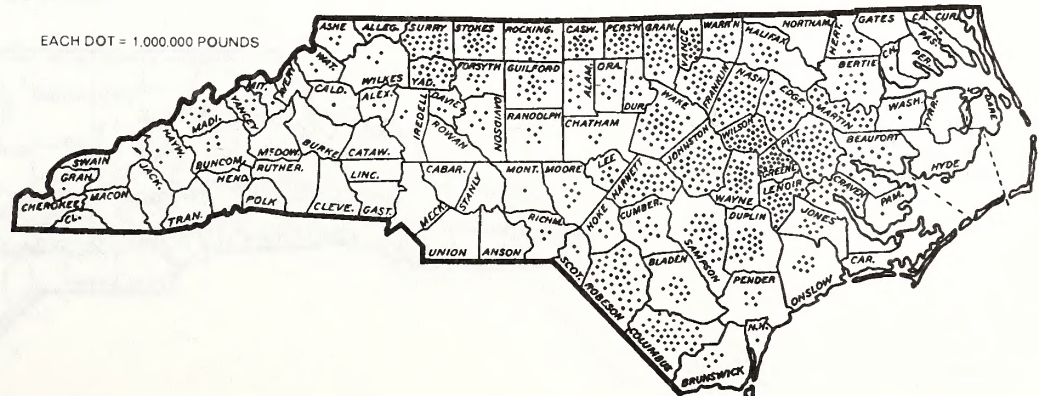 EACH DOT = 1,000,000 POUNDS
ASHE
ALLEG.
SURRY
STOKES
ROCKING.
CASW.
PERS'N
GRAN.
VANCE
WARR'N
NORTHAM.
HALIFAX
HERT.
GATES
CA.
CUR.
PAS.
PER.
CH.
BERTIE
WAT.
WILKES
YAD.
FORSYTH
GUILFORD
ALAM.
ORA.
DUR.
FRANKLIN
NASH
EDGE.
MARTIN
WASH.
TYRR.
DARE
MIT.
AVERY
CALD.
ALEX.
IREDELL
DAVIE
DAVIDSON
RANDOLPH
CHATHAM
WAKE
JOHNSTON
WILSON
PITT
BEAUFORT
HYDE
MADI.
YANCEY
BURKE
CATAW.
ROWAN
GREENE
SWAIN
HAYW.
BUNCOM.
McDOW.
RUTHER.
LINC.
CABAR.
STANLY
MONT.
MOORE
LEE
HARNETT
WAYNE
LENOIR
CRAVEN
PAM.
GRAH.
JACK.
HEND.
CHEROKEE
MACON
CL.
TRAN.
POLK
CLEVE.
GAST.
MECK.
UNION
ANSON
RICHM.
HOKE
CUMBER.
SAMPSON
DUPLIN
JONES
CAR.
SCOT.
ROBESON
BLADEN
PENDER
ONSLOW
COLUMBUS
N.H.
BRUNSWICK